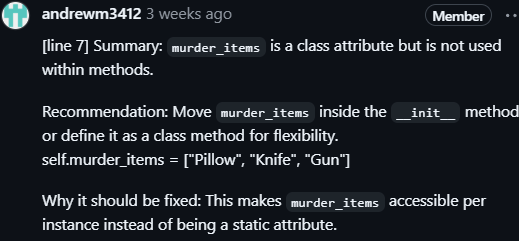 andrewm3412 3 weeks ago Member
[line 7] Summary: murder_items is a class attribute but is not used
within methods.
Recommendation: Move murder_items inside the __init__ method
or define it as a class method for flexibility.
self.murder_items = ["Pillow", "Knife", "Gun"]
Why it should be fixed: This makes murder_items accessible per
instance instead of being a static attribute.